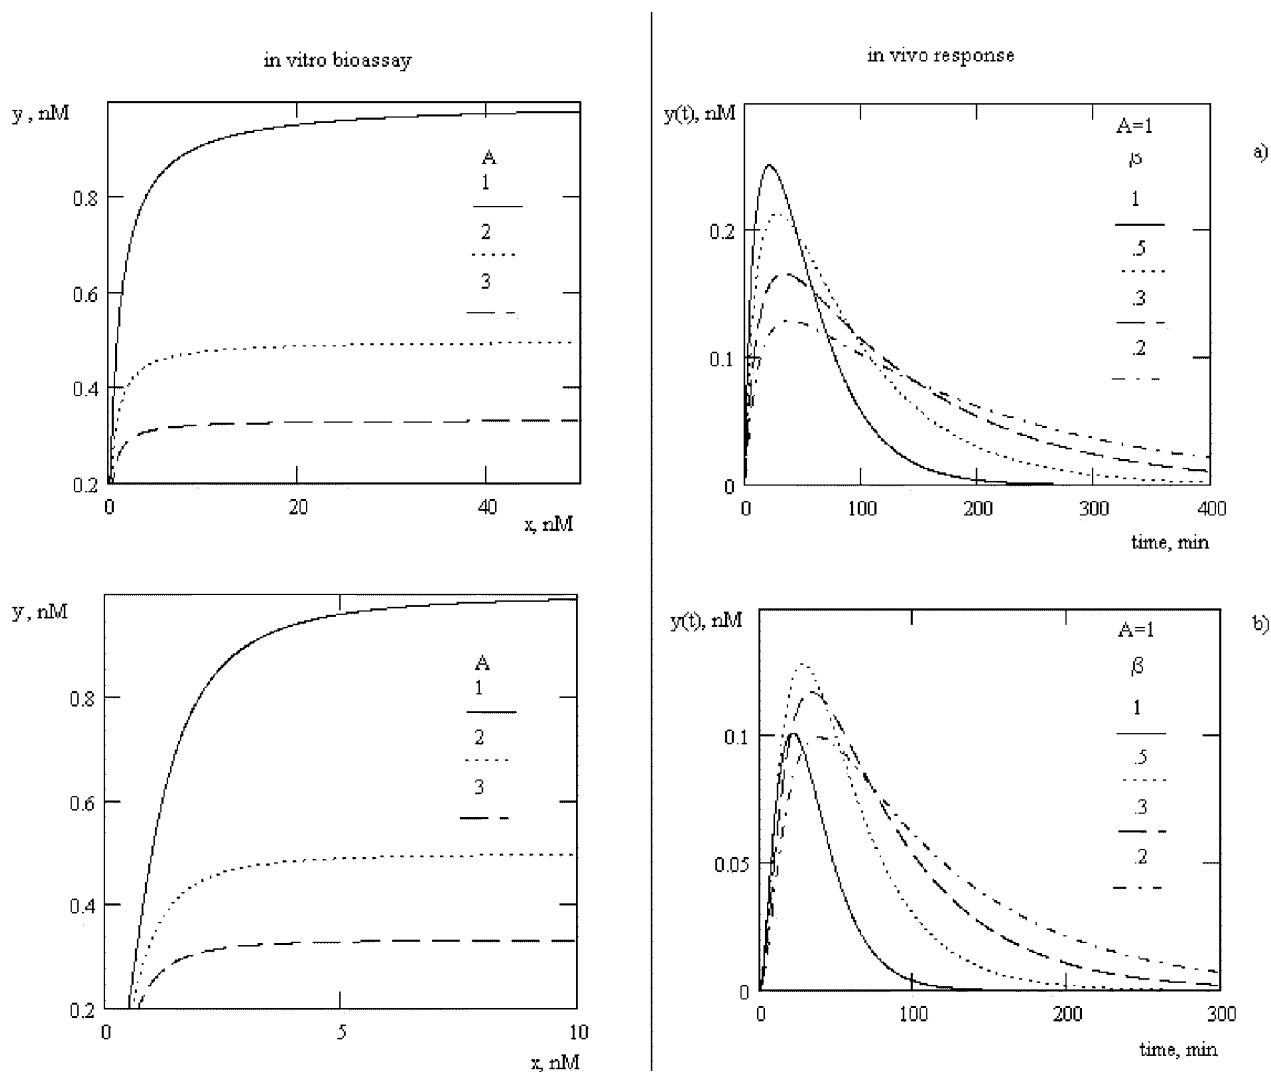 in vitro bioassay
in vivo response
y , nM
0.8
0.6
0.4
0.2
0
20
40
x, nM
A
1
2
3
y(t), nM
0.2
0.1
0
0
100
200
300
400
time, min
A=1
β
1
.5
.3
.2
a)
y, nM
0.8
0.6
0.4
0.2
0
5
10
x, nM
A
1
2
3
y(t), nM
0.1
0.05
0
0
100
200
300
time, min
A=1
β
1
.5
.3
.2
b)